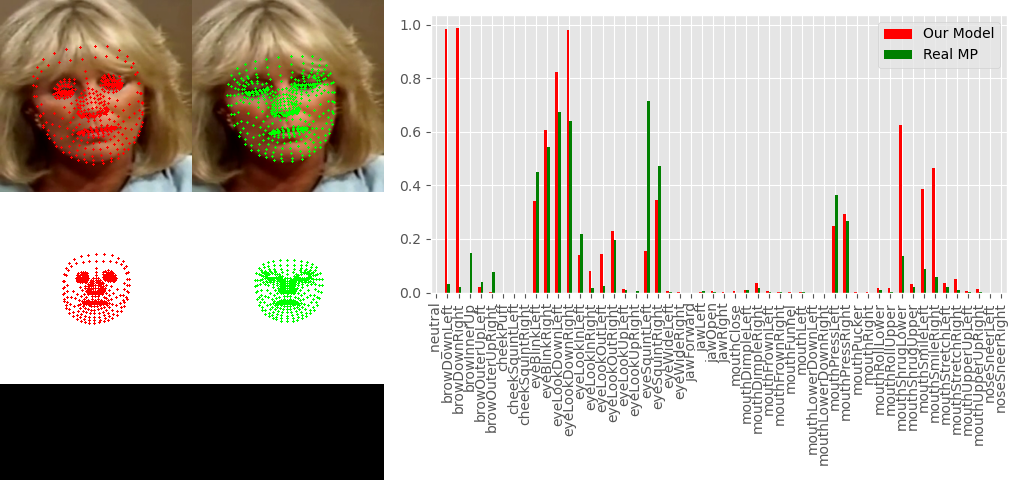 1.0
0.8
0.6
0.4
0.2
0.0
Our Model
Real MP
neutral
browDownLeft
browDownRight
browInnerUp
browOuterUpLeft
browOuterUpRight
cheekPuff
cheekSquintLeft
cheekSquintRight
eyeBlinkLeft
eyeBlinkRight
eyeLookDownLeft
eyeLookDownRight
eyeLookInLeft
eyeLookInRight
eyeLookOutLeft
eyeLookOutRight
eyeLookUpLeft
eyeLookUpRight
eyeSquintLeft
eyeSquintRight
eyeWideLeft
eyeWideRight
jawForward
jawLeft
jawOpen
jawRight
mouthClose
mouthDimpleLeft
mouthDimpleRight
mouthFrownLeft
mouthFrownRight
mouthFunnel
mouthLeft
mouthLowerDownLeft
mouthLowerDownRight
mouthPressLeft
mouthPressRight
mouthPucker
mouthRight
mouthRollLower
mouthRollUpper
mouthShrugLower
mouthShrugUpper
mouthSmileLeft
mouthSmileRight
mouthStretchLeft
mouthStretchRight
mouthUpperUpLeft
mouthUpperUpRight
noseSneerLeft
noseSneerRight